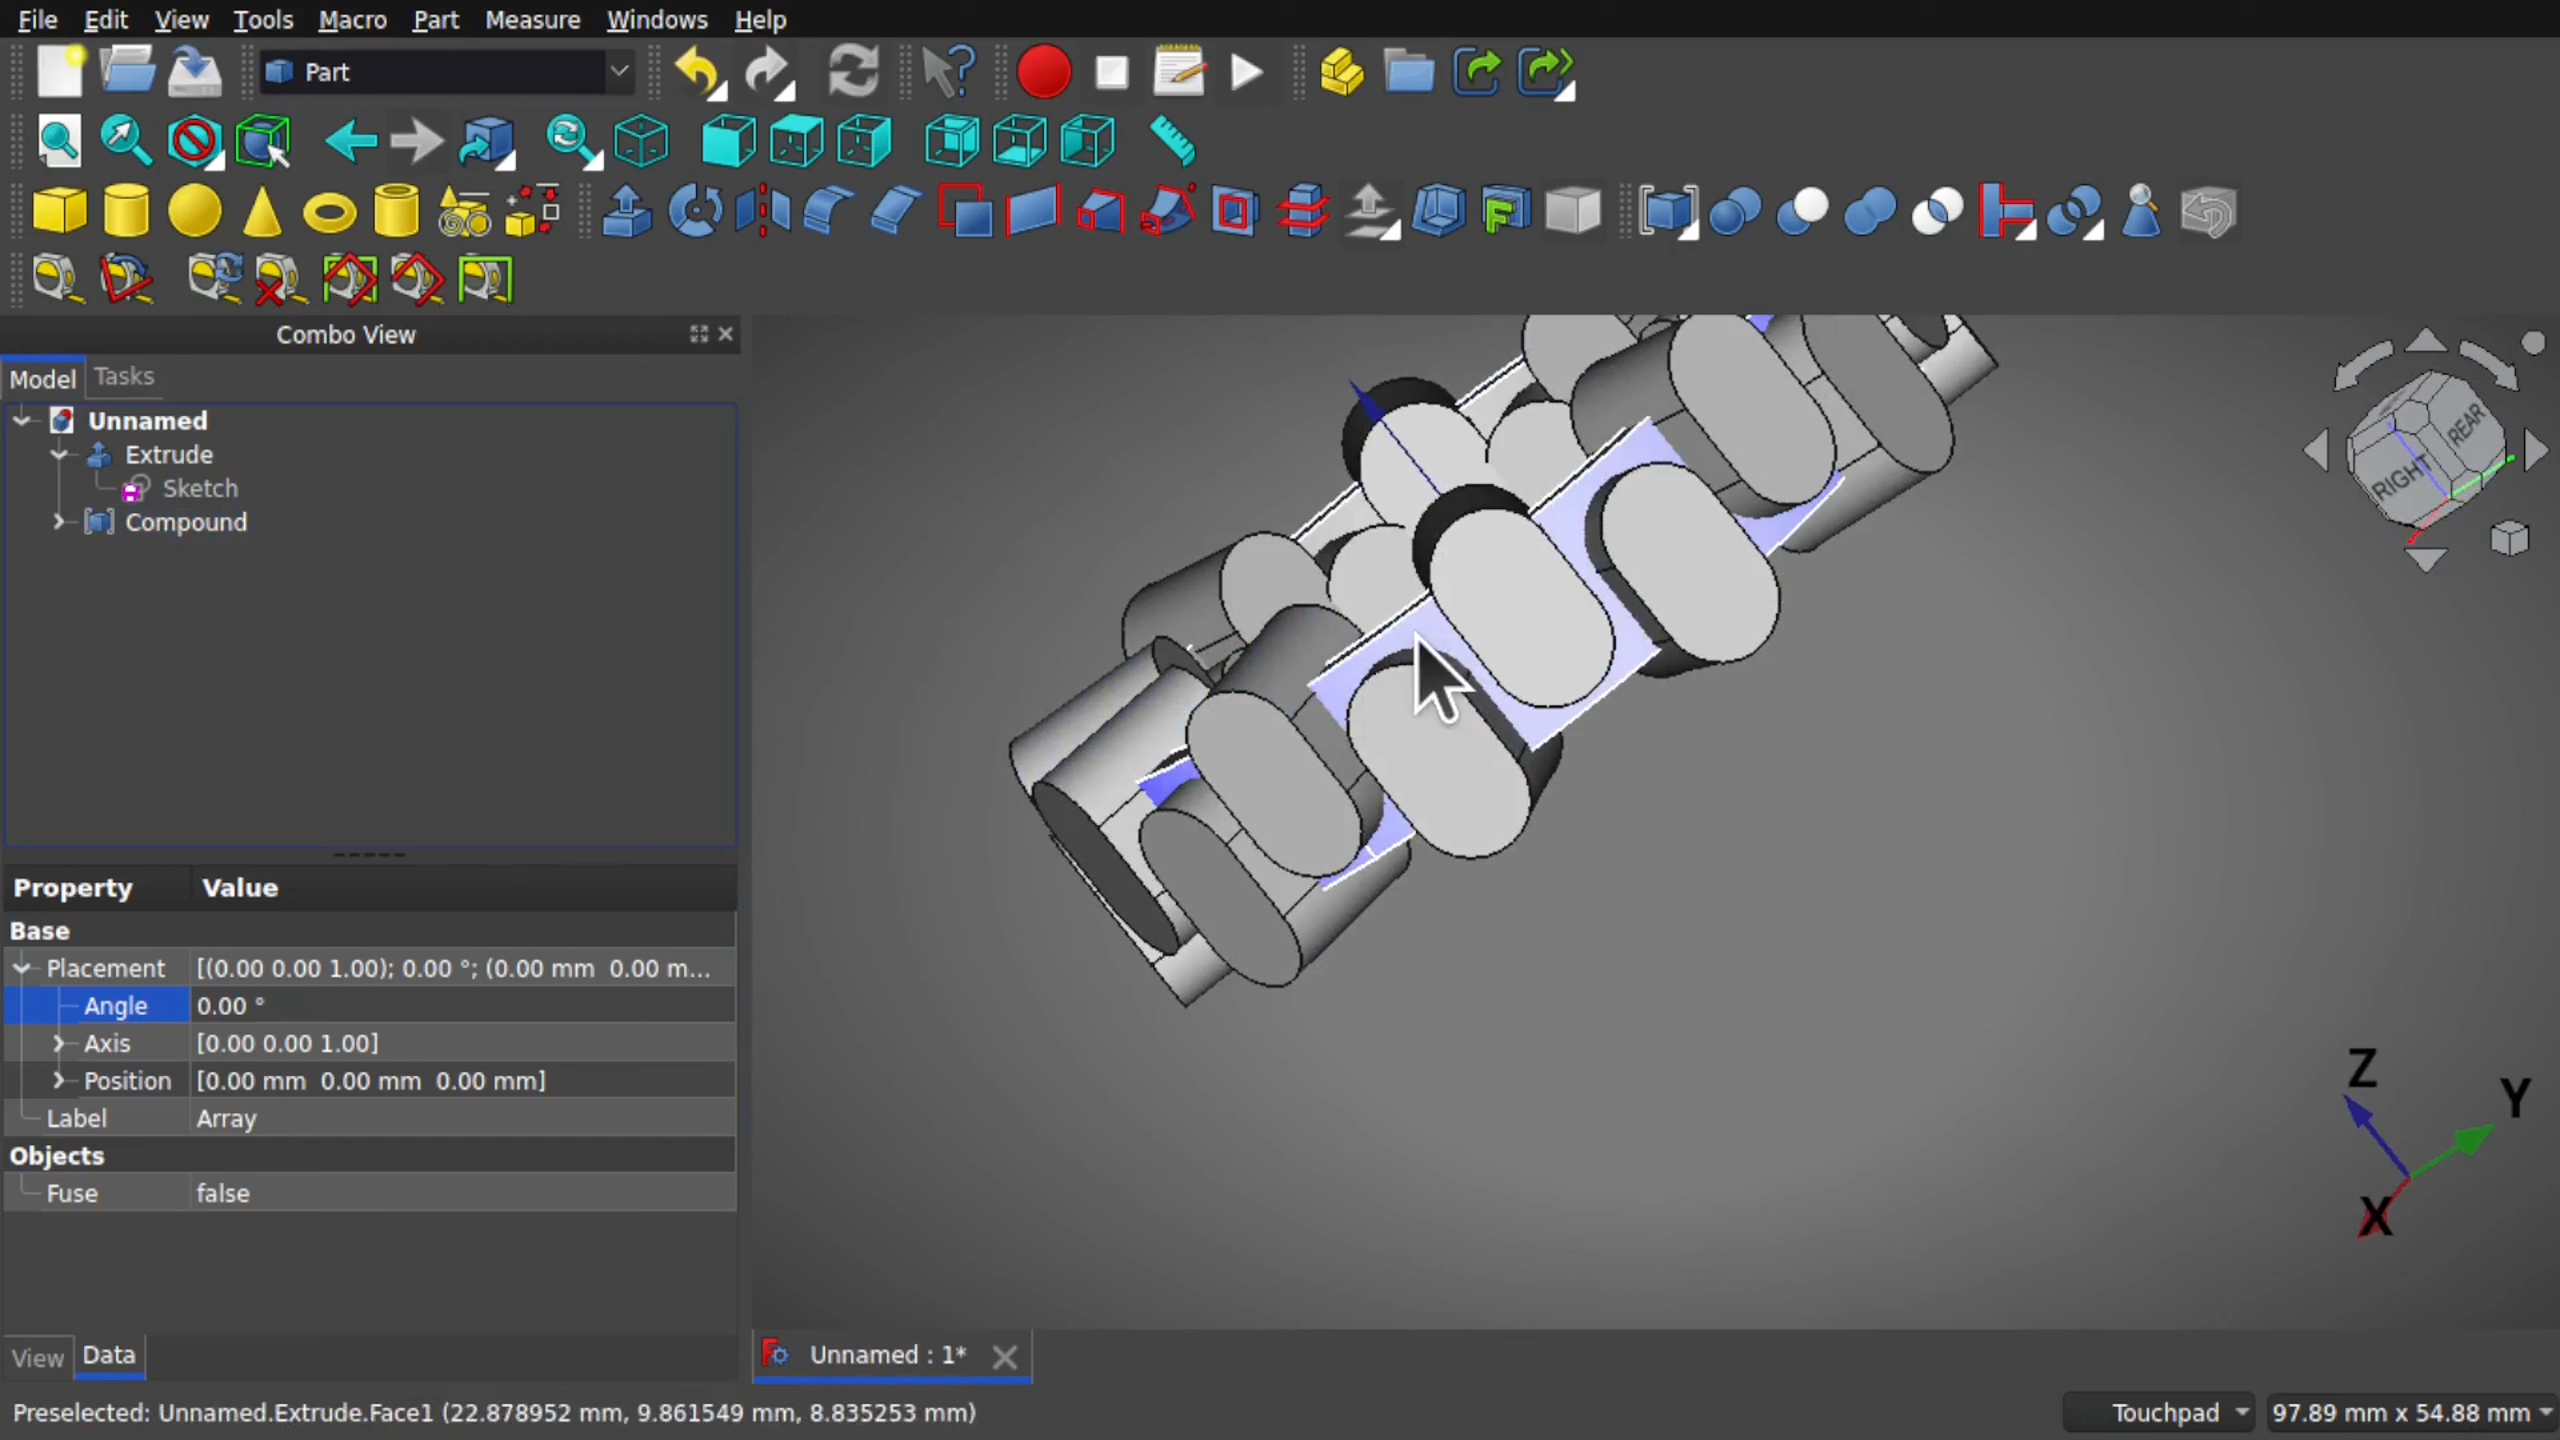 File Edit View Tools Macro Part Measure Windows Help
Part
Combo View
Model Tasks
Unnamed
Extrude
Sketch
Compound
RIGHT REAR
Property Value
Base
Placement [(0.00 0.00 1.00); 0.00 °; (0.00 mm 0.00 m...
Angle 0.00 °
Axis [0.00 0.00 1.00]
Position [0.00 mm 0.00 mm 0.00 mm]
Label Array
Objects
Fuse false
Z
Y
X
View Data
Unnamed : 1*
Preselected: Unnamed.Extrude.Face1 (22.878952 mm, 9.861549 mm, 8.835253 mm)
Touchpad 97.89 mm x 54.88 mm